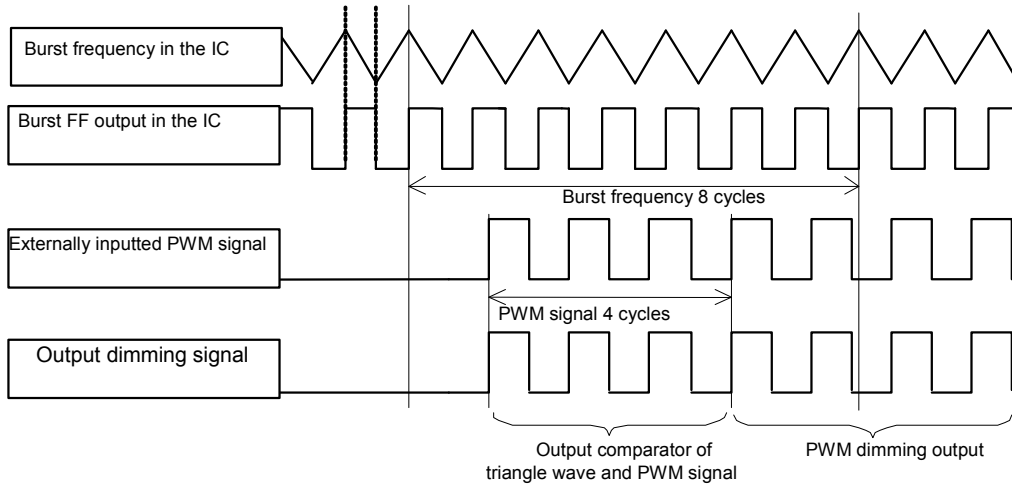 Burst frequency in the IC
Burst FF output in the IC
Burst frequency 8 cycles
Externally inputted PWM signal
PWM signal 4 cycles
Output dimming signal
Output comparator of
triangle wave and PWM signal
PWM dimming output